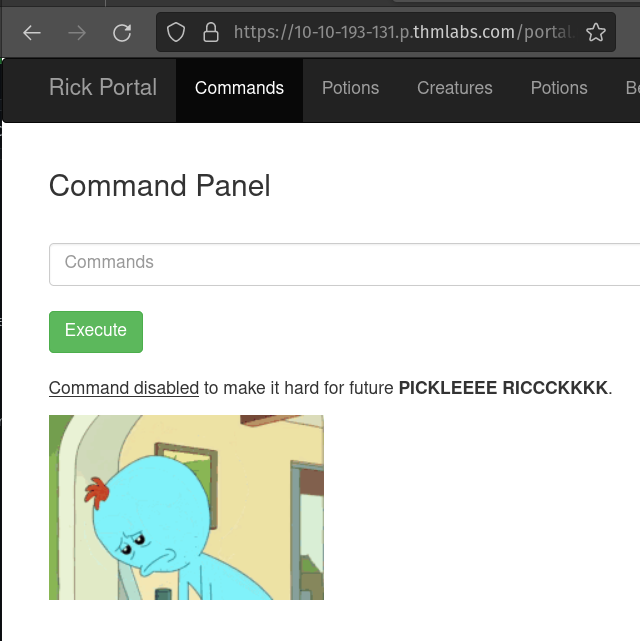 https://10-10-193-131.p.thmlabs.com/portal
Rick Portal Commands Potions Creatures Potions Be
Command Panel
Commands
Execute
Command disabled to make it hard for future PICKLEEEE RICCCKKKK.